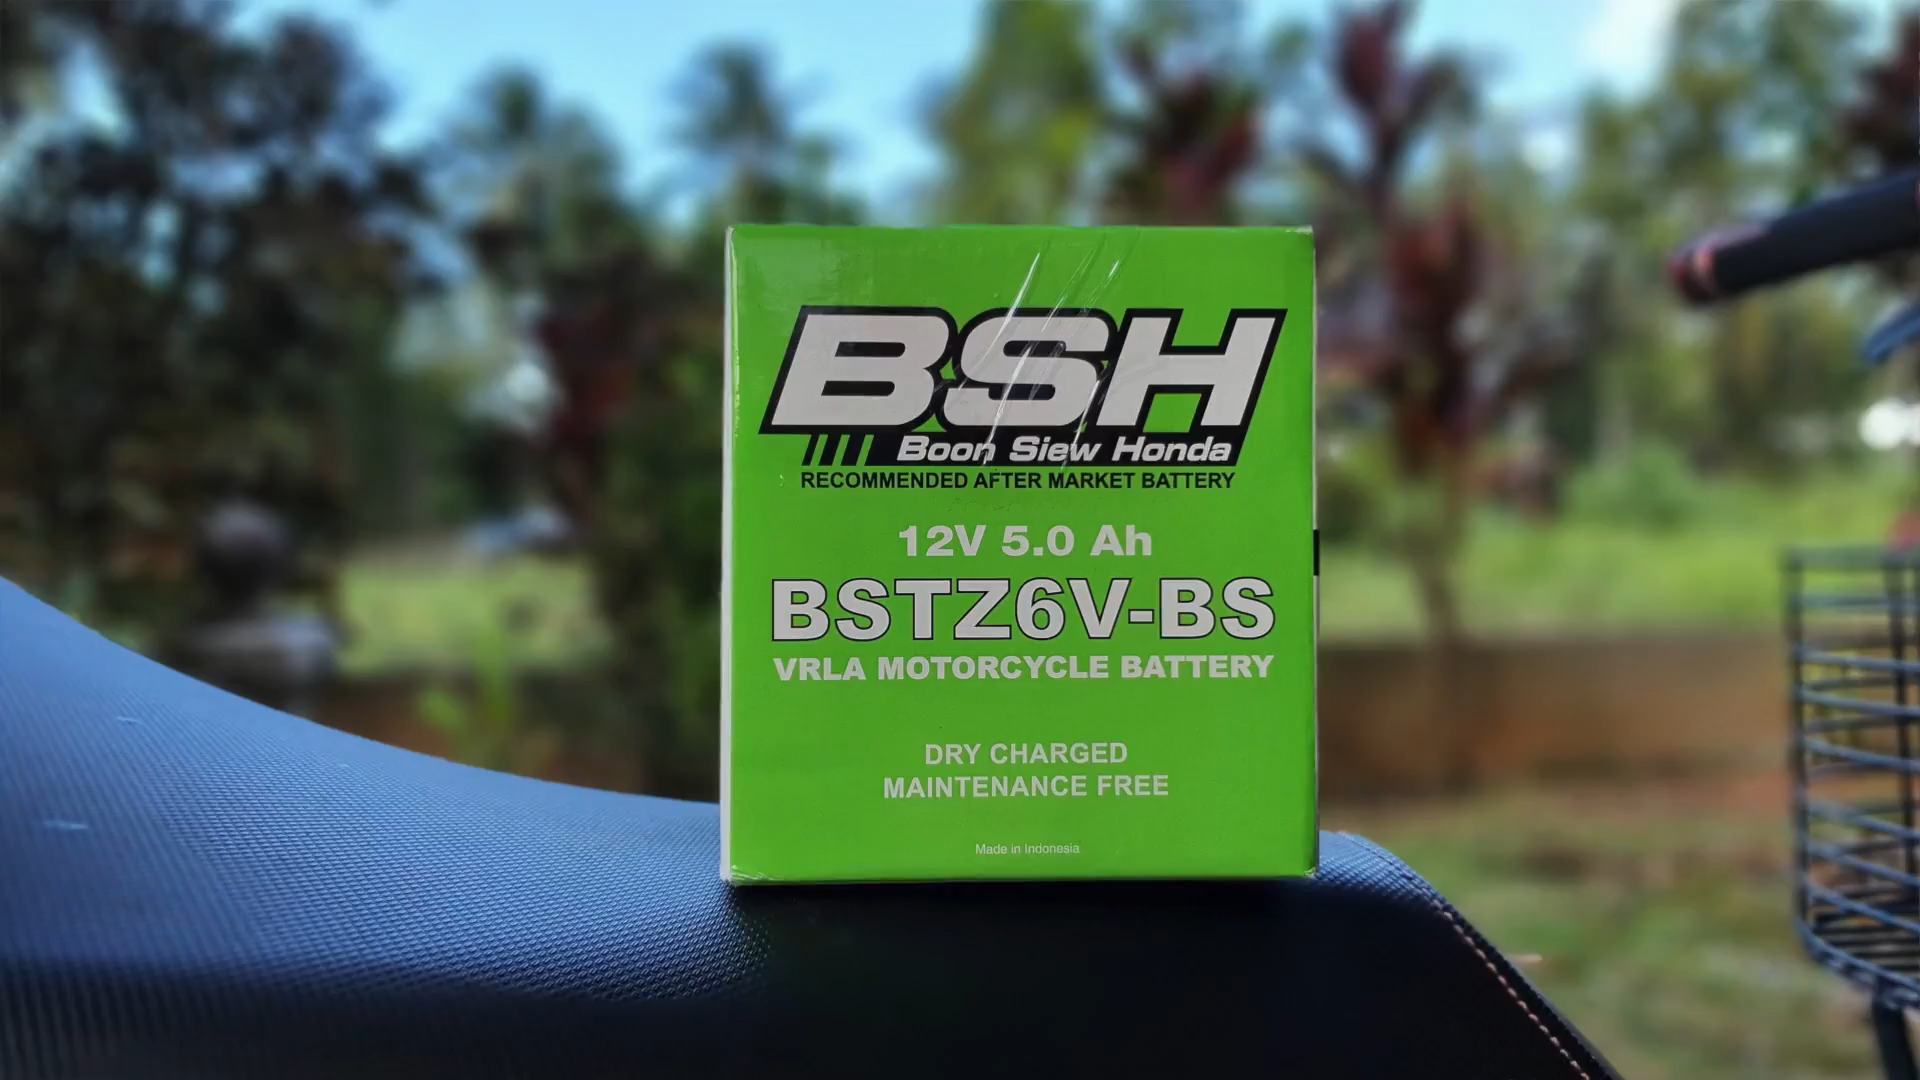 BSH
Boon Siew Honda
RECOMMENDED AFTER MARKET BATTERY
12V 5.0 Ah
BSTZ6V-BS
VRLA MOTORCYCLE BATTERY
DRY CHARGED
MAINTENANCE FREE
Made in Indonesia